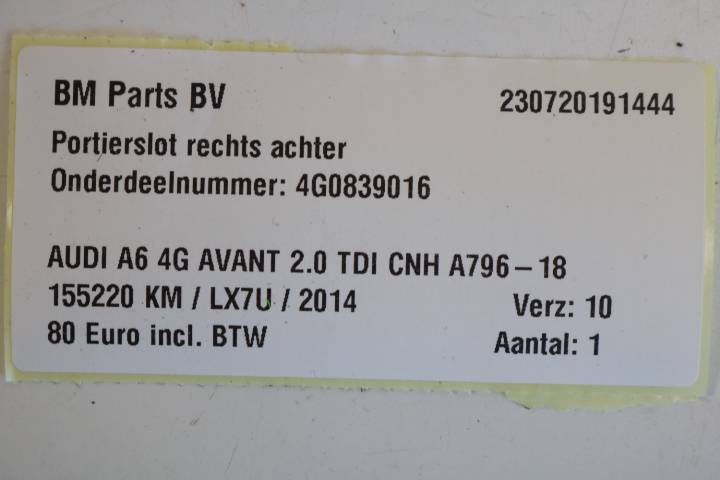 BM Parts BV 230720191444
Portierslot rechts achter
Onderdeelnummer: 4G0839016
AUDI A6 4G AVANT 2.0 TDI CNH A796-18
155220 KM / LX7U / 2014 Verz: 10
80 Euro incl. BTW Aantal: 1